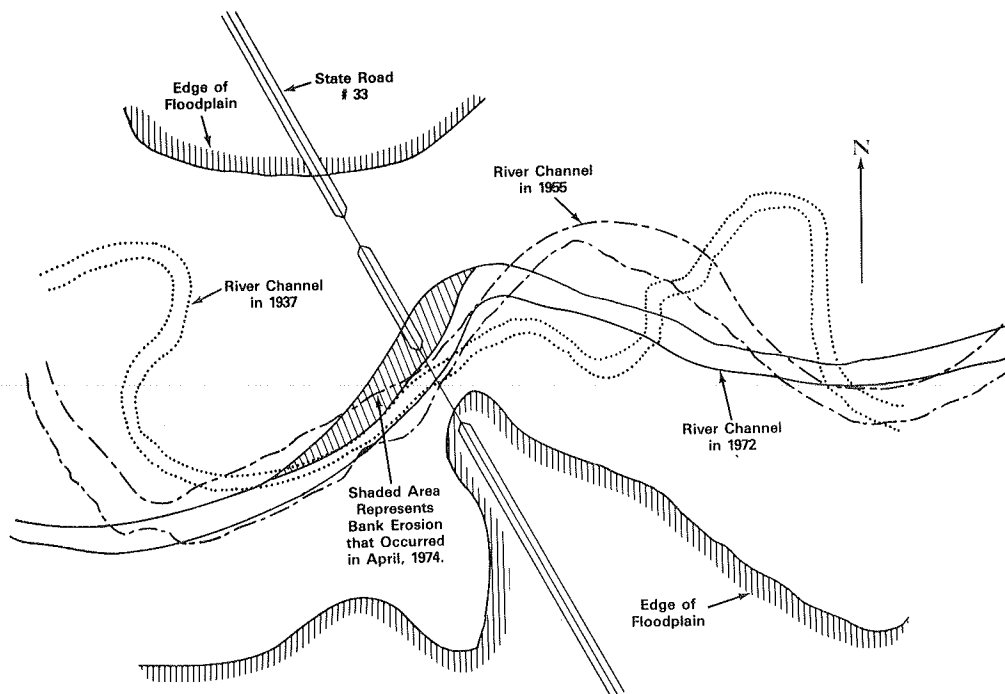 State Road
# 33
Edge of
Floodplain
River Channel
in 1955
N
River Channel
in 1937
River Channel
in 1972
Shaded Area
Represents
Bank Erosion
that Occurred
in April, 1974.
Edge of
Floodplain